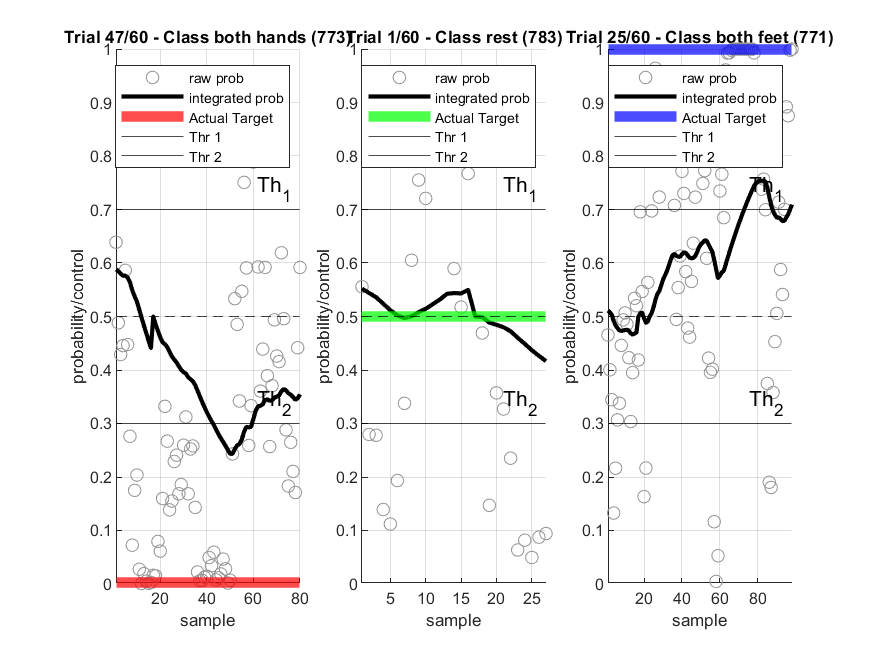 Trial 47/60 - Class both hands (773)
Trial 1/60 - Class rest (783)
Trial 25/60 - Class both feet (771)
raw prob
integrated prob
Actual Target
Thr 1
Thr 2
raw prob
integrated prob
Actual Target
Thr 1
Thr 2
raw prob
integrated prob
Actual Target
Thr 1
Thr 2
Th1
Th2
Th1
Th2
Th1
Th2
1
0.9
0.8
0.7
0.6
0.5
0.4
0.3
0.2
0.1
0
1
0.9
0.8
0.7
0.6
0.5
0.4
0.3
0.2
0.1
0
1
0.9
0.8
0.7
0.6
0.5
0.4
0.3
0.2
0.1
0
probability/control
probability/control
probability/control
20 40 60 80
5 10 15 20 25
20 40 60 80
sample
sample
sample